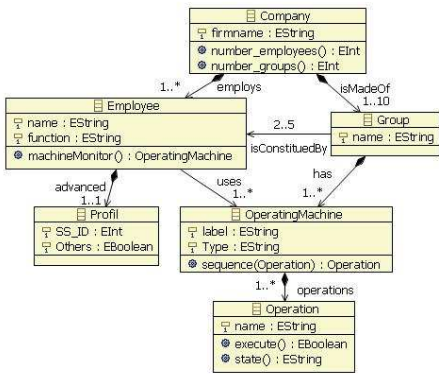 Company
firmname : EString
number_employees() : EInt
number_groups() : EInt
1..*
employs
isMadeOf
1..10
Employee
name : EString
function : EString
machineMonitor() : OperatingMachine
2..5
isConstituedBy
Group
name : EString
advanced
1..1
uses
1..*
has
1..*
Profil
SS_ID : EInt
Others : EBoolean
OperatingMachine
label : EString
Type : EString
sequence(Operation) : Operation
1..*
operations
Operation
name : EString
execute() : EBoolean
state() : EString